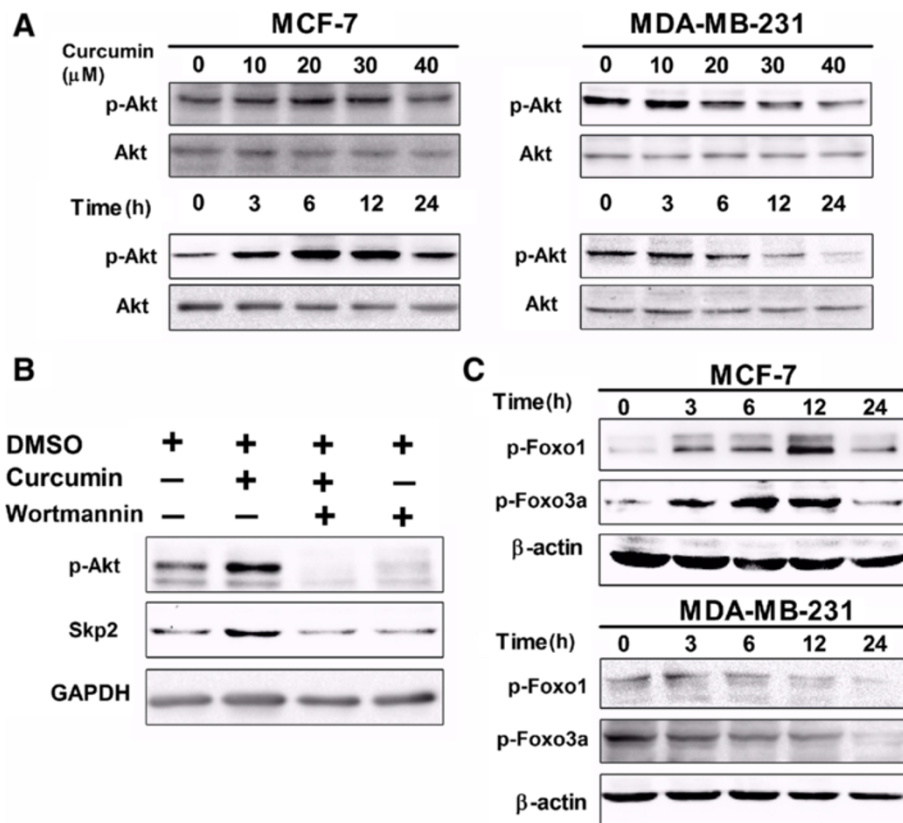 A
MCF-7
Curcumin (μM)
0 10 20 30 40
p-Akt
Akt
Time(h)
0 3 6 12 24
p-Akt
Akt
MDA-MB-231
0 10 20 30 40
p-Akt
Akt
0 3 6 12 24
p-Akt
Akt
B
DMSO + + + +
Curcumin – + + –
Wortmannin – – + +
p-Akt
Skp2
GAPDH
C
MCF-7
Time(h)
0 3 6 12 24
p-Foxo1
p-Foxo3a
β-actin
MDA-MB-231
Time(h)
0 3 6 12 24
p-Foxo1
p-Foxo3a
β-actin